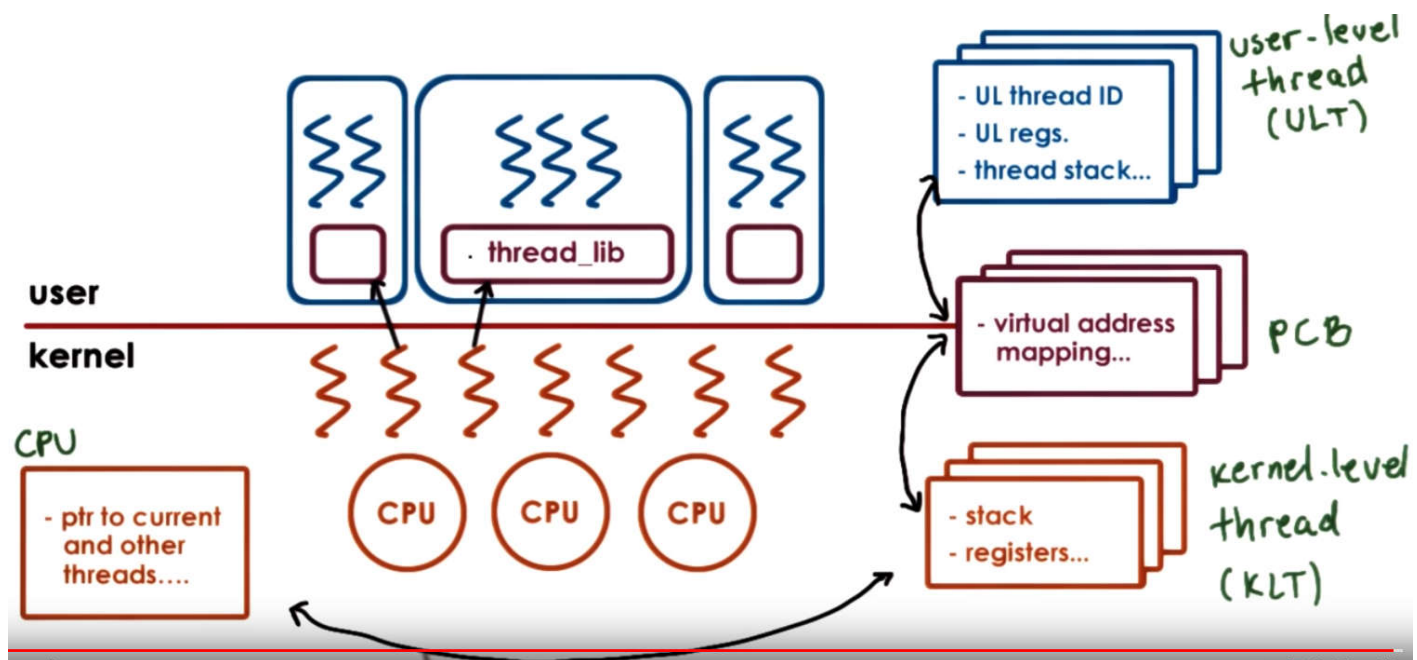 user-level
thread
(ULT)
- UL thread ID
- UL regs.
- thread stack...
· thread_lib
user
kernel
- virtual address
mapping...
PCB
CPU
- ptr to current
and other
threads....
CPU
CPU
CPU
- stack
- registers...
kernel-level
thread
(KLT)